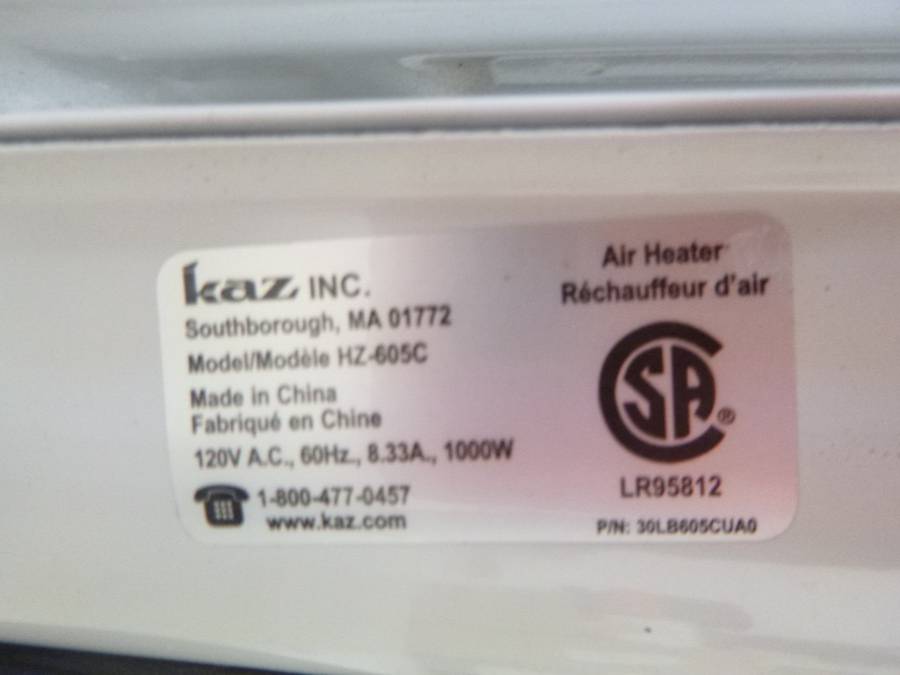 kaz INC.
Southborough, MA 01772
Model/Modèle HZ-605C
Made in China
Fabriqué en Chine
120V A.C., 60Hz., 8.33A., 1000W
1-800-477-0457
www.kaz.com
Air Heater
Réchauffeur d'air
CSA®
LR95812
P/N: 30LB605CUA0